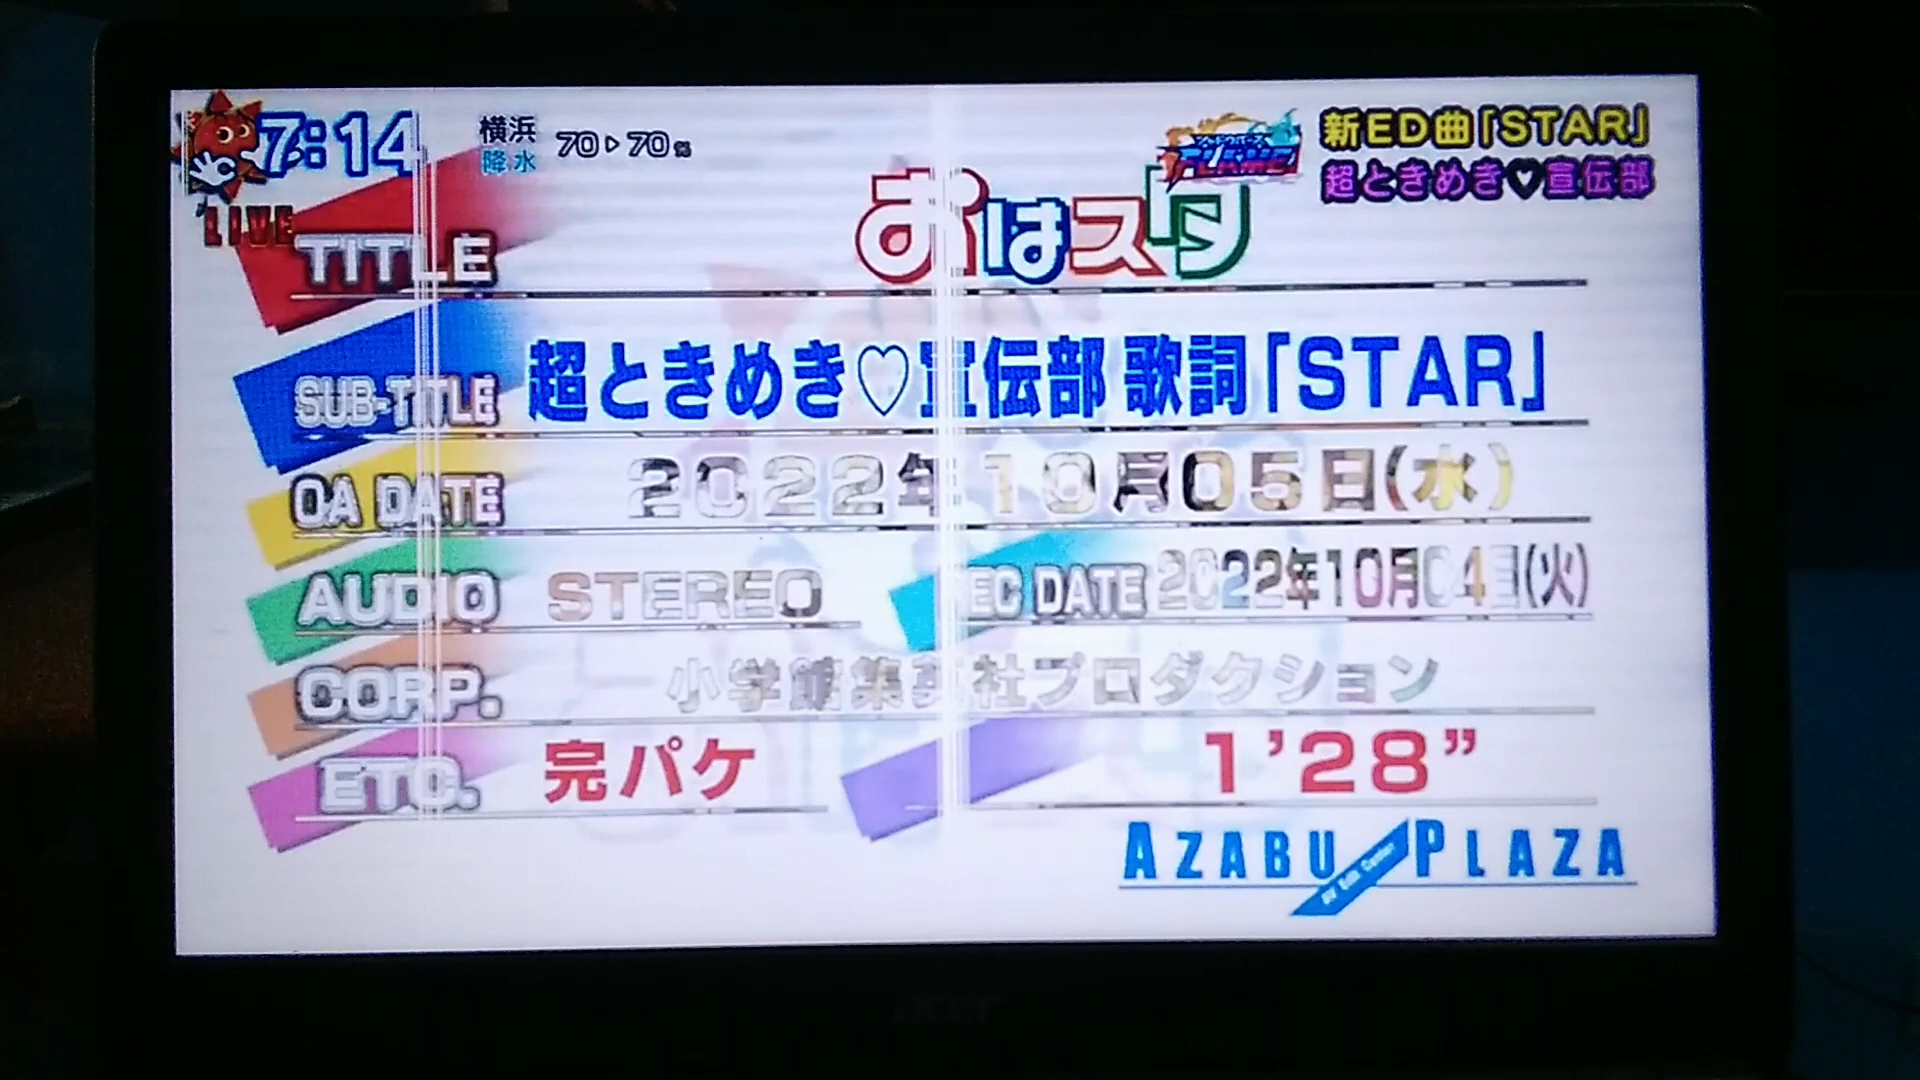 7:14
LIVE
横浜
降水 70▷70%
新ED曲「STAR」
超ときめき♡宣伝部
TITLE おはスタ
SUB-TITLE 超ときめき♡宣伝部 歌詞「STAR」
OA DATE 2022年10月05日(水)
AUDIO STEREO REC DATE 2022年10月04日(火)
CORP. 小学館集英社プロダクション
ETC. 完パケ 1’28”
AZABU PLAZA
acer